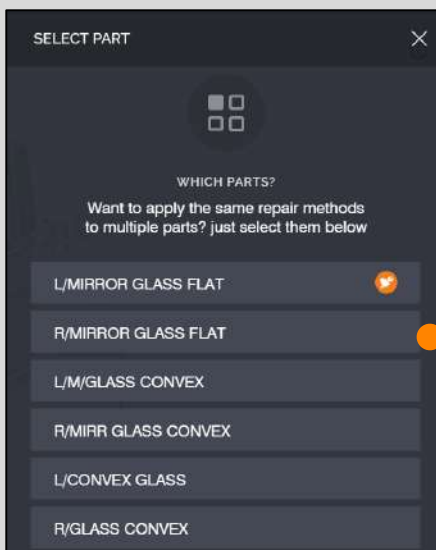 SELECT PART
WHICH PARTS?
Want to apply the same repair methods
to multiple parts? just select them below
L/MIRROR GLASS FLAT
R/MIRROR GLASS FLAT
L/M/GLASS CONVEX
R/MIRR GLASS CONVEX
L/CONVEX GLASS
R/GLASS CONVEX